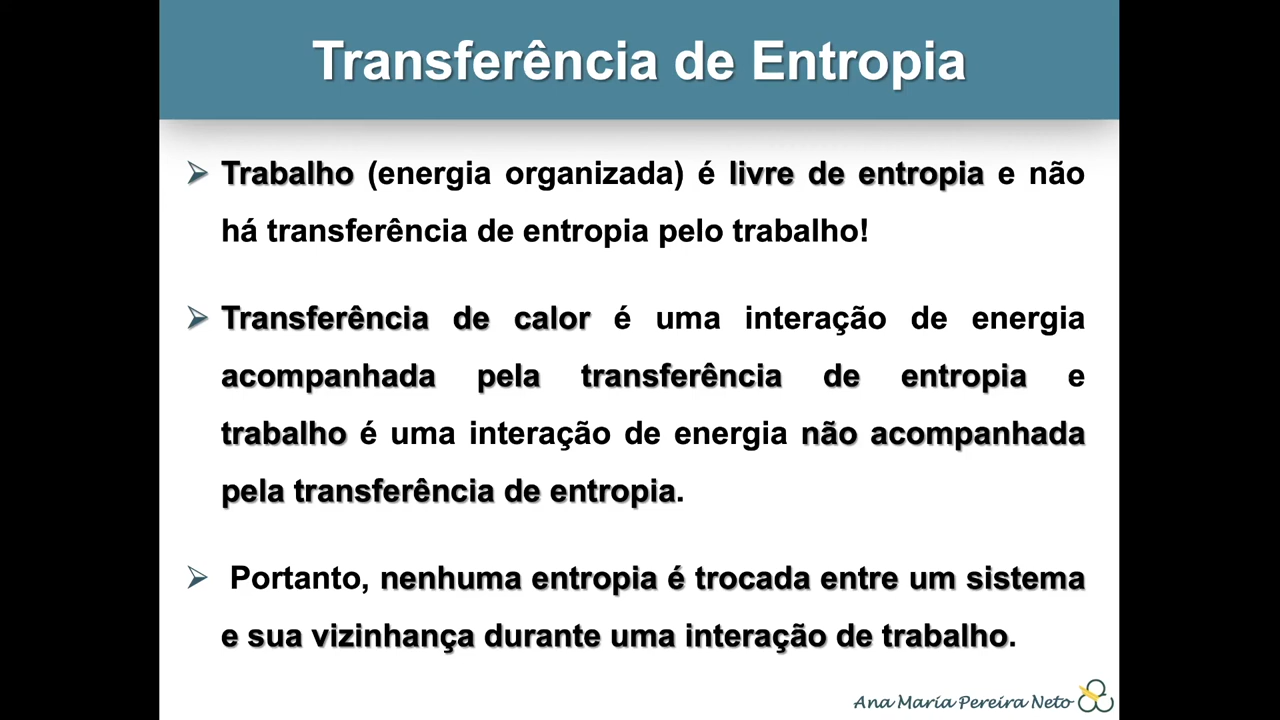 Transferência de Entropia
Trabalho (energia organizada) é livre de entropia e não
há transferência de entropia pelo trabalho!
Transferência de calor é uma interação de energia
acompanhada pela transferência de entropia e
trabalho é uma interação de energia não acompanhada
pela transferência de entropia.
Portanto, nenhuma entropia é trocada entre um sistema
e sua vizinhança durante uma interação de trabalho.
Ana Maria Pereira Neto